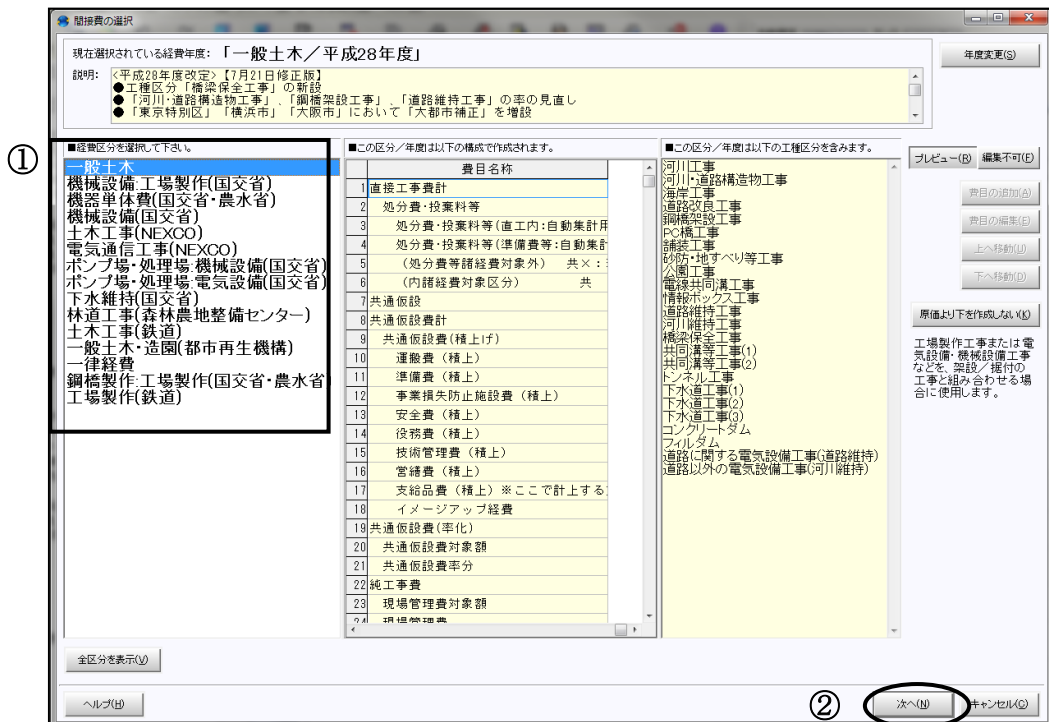 間接費の選択
現在選択されている経費年度: 「一般土木／平成28年度」
年度変更(S)
説明:
<平成28年度改定>【7月21日修正版】
●工種区分「橋梁保全工事」の新設
●「河川・道路構造物工事」、「鋼橋架設工事」、「道路維持工事」の率の見直し
●「東京特別区」「横浜市」「大阪市」において「大都市補正」を増設
①
■経費区分を選択して下さい。
一般土木
機械設備:工場製作(国交省)
機器単体費(国交省・農水省)
機械設備(国交省)
土木工事(NEXCO)
電気通信工事(NEXCO)
ポンプ場・処理場:機械設備(国交省)
ポンプ場・処理場:電気設備(国交省)
下水維持(国交省)
林道工事(森林農地整備センター)
土木工事(鉄道)
一般土木・造園(都市再生機構)
一律経費
鋼橋製作:工場製作(国交省・農水省
工場製作(鉄道)
■この区分／年度は以下の構成で作成されます。
費目名称
1 直接工事費計
2 処分費・投棄料等
3 処分費・投棄料等(直工内:自動集計用
4 処分費・投棄料等(準備費等:自動集計
5 (処分費等諸経費対象外) 共×:
6 (内諸経費対象区分) 共
7 共通仮設
8 共通仮設費計
9 共通仮設費(積上げ)
10 運搬費 (積上)
11 準備費 (積上)
12 事業損失防止施設費 (積上)
13 安全費 (積上)
14 役務費 (積上)
15 技術管理費 (積上)
16 営繕費 (積上)
17 支給品費 (積上) ※ここで計上する
18 イメージアップ経費
19 共通仮設費(率化)
20 共通仮設費対象額
21 共通仮設費率分
22 純工事費
23 現場管理費対象額
24 現場管理費
■この区分／年度は以下の工種区分を含みます。
河川工事
河川・道路構造物工事
海岸工事
道路改良工事
鋼橋架設工事
PC橋工事
舗装工事
砂防・地すべり等工事
公園工事
電線共同溝工事
情報ボックス工事
道路維持工事
河川維持工事
橋梁保全工事
共同溝等工事(1)
共同溝等工事(2)
トンネル工事
下水道工事(1)
下水道工事(2)
下水道工事(3)
コンクリートダム
フィルダム
道路に関する電気設備工事(道路維持)
道路以外の電気設備工事(河川維持)
プレビュー(R) 編集不可(F)
費目の追加(A)
費目の編集(E)
上へ移動(U)
下へ移動(D)
原価より下を作成しない(K)
工場製作工事または電
気設備・機械設備工事
などを、架設／据付の
工事と組み合わせる場
合に使用します。
全区分を表示(V)
ヘルプ(H)
②
次へ(N)
キャンセル(C)